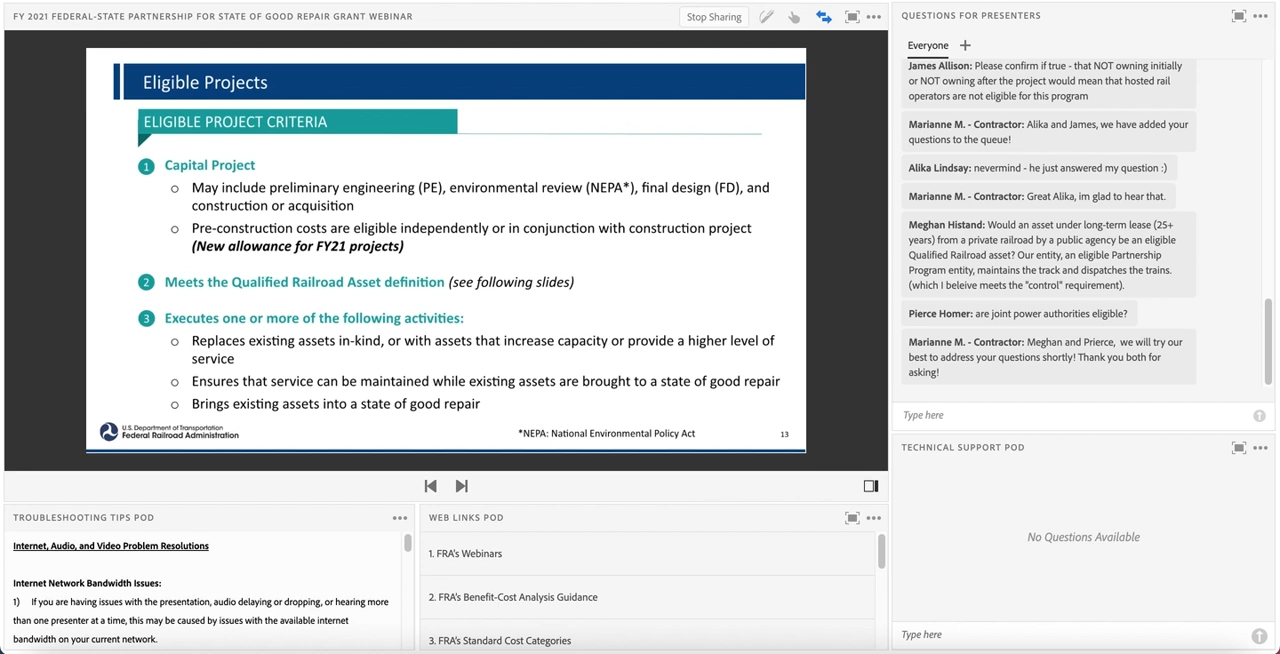 FY 2021 FEDERAL-STATE PARTNERSHIP FOR STATE OF GOOD REPAIR GRANT WEBINAR
Stop Sharing
Eligible Projects
ELIGIBLE PROJECT CRITERIA
1 Capital Project
o May include preliminary engineering (PE), environmental review (NEPA*), final design (FD), and
construction or acquisition
o Pre-construction costs are eligible independently or in conjunction with construction project
(New allowance for FY21 projects)
2 Meets the Qualified Railroad Asset definition (see following slides)
3 Executes one or more of the following activities:
o Replaces existing assets in-kind, or with assets that increase capacity or provide a higher level of
service
o Ensures that service can be maintained while existing assets are brought to a state of good repair
o Brings existing assets into a state of good repair
U.S. Department of Transportation
Federal Railroad Administration
*NEPA: National Environmental Policy Act
13
TROUBLESHOOTING TIPS POD
Internet, Audio, and Video Problem Resolutions
Internet Network Bandwidth Issues:
1) If you are having issues with the presentation, audio delaying or dropping, or hearing more
than one presenter at a time, this may be caused by issues with the available internet
bandwidth on your current network.
WEB LINKS POD
1. FRA's Webinars
2. FRA's Benefit-Cost Analysis Guidance
3. FRA's Standard Cost Categories
QUESTIONS FOR PRESENTERS
Everyone
James Allison: Please confirm if true - that NOT owning initially
or NOT owning after the project would mean that hosted rail
operators are not eligible for this program
Marianne M. - Contractor: Alika and James, we have added your
questions to the queue!
Alika Lindsay: nevermind - he just answered my question :)
Marianne M. - Contractor: Great Alika, im glad to hear that.
Meghan Histand: Would an asset under long-term lease (25+
years) from a private railroad by a public agency be an eligible
Qualified Railroad asset? Our entity, an eligible Partnership
Program entity, maintains the track and dispatches the trains.
(which I beleive meets the "control" requirement).
Pierce Homer: are joint power authorities eligible?
Marianne M. - Contractor: Meghan and Prierce, we will try our
best to address your questions shortly! Thank you both for
asking!
Type here
TECHNICAL SUPPORT POD
No Questions Available
Type here